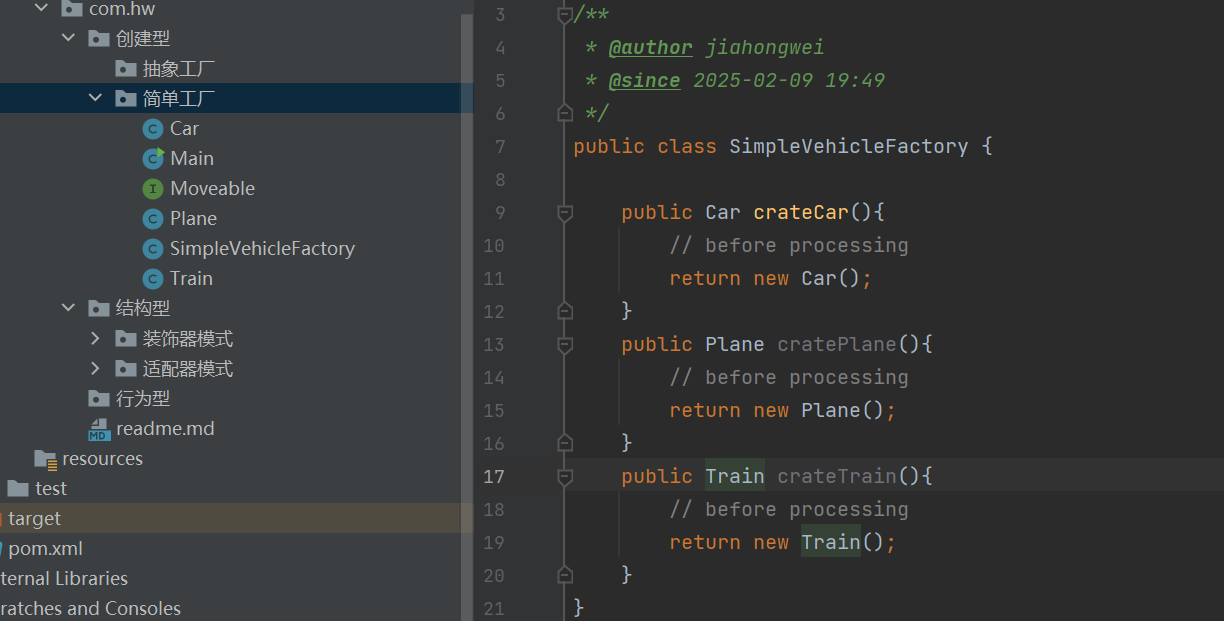 com.hw
创建型
抽象工厂
简单工厂
Car
Main
Moveable
Plane
SimpleVehicleFactory
Train
结构型
装饰器模式
适配器模式
行为型
readme.md
resources
test
target
pom.xml
ternal Libraries
ratches and Consoles
3 /**
4 * @author jiahongwei
5 * @since 2025-02-09 19:49
6 */
7 public class SimpleVehicleFactory {
8
9 public Car crateCar(){
10 // before processing
11 return new Car();
12 }
13 public Plane cratePlane(){
14 // before processing
15 return new Plane();
16 }
17 public Train crateTrain(){
18 // before processing
19 return new Train();
20 }
21 }